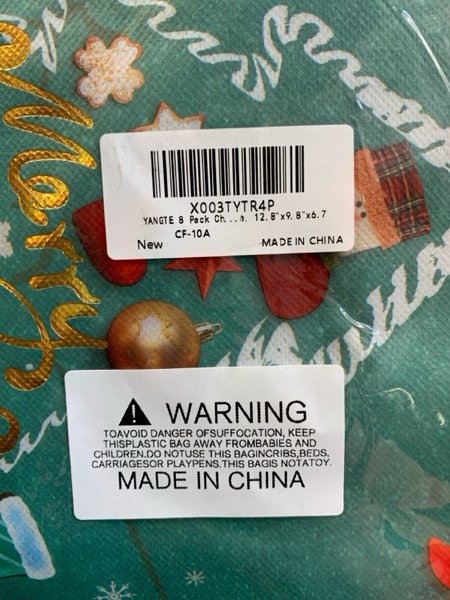 Merry
X003TYTR4P
YANGTE 8 Pack Ch...s, 12.8"x9.8"x6.7
CF-10A
New MADE IN CHINA
WARNING
TOAVOID DANGER OFSUFFOCATION, KEEP
THISPLASTIC BAG AWAY FROMBABIES AND
CHILDREN.DO NOTUSE THIS BAGINCRIBS,BEDS,
CARRIAGESOR PLAYPENS.THIS BAGIS NOTATOY.
MADE IN CHINA